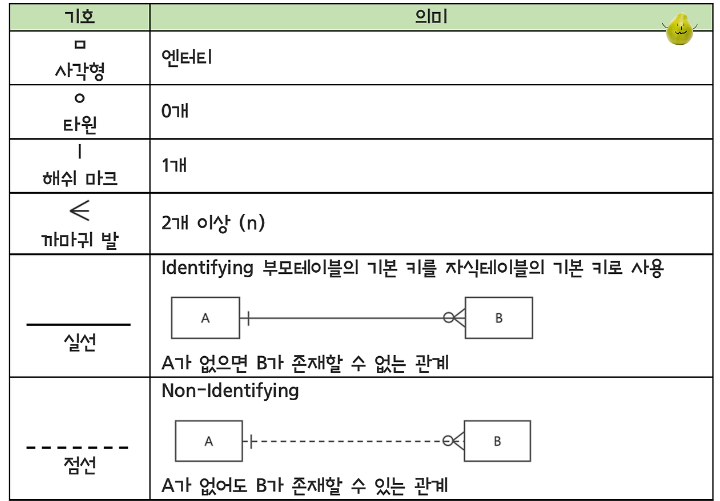 기호
의미
사각형
엔터티
타원
0개
해쉬 마크
1개
까마귀 발
2개 이상 (n)
실선
Identifying 부모테이블의 기본 키를 자식테이블의 기본 키로 사용
A
B
A가 없으면 B가 존재할 수 없는 관계
점선
Non-Identifying
A
B
A가 없어도 B가 존재할 수 있는 관계